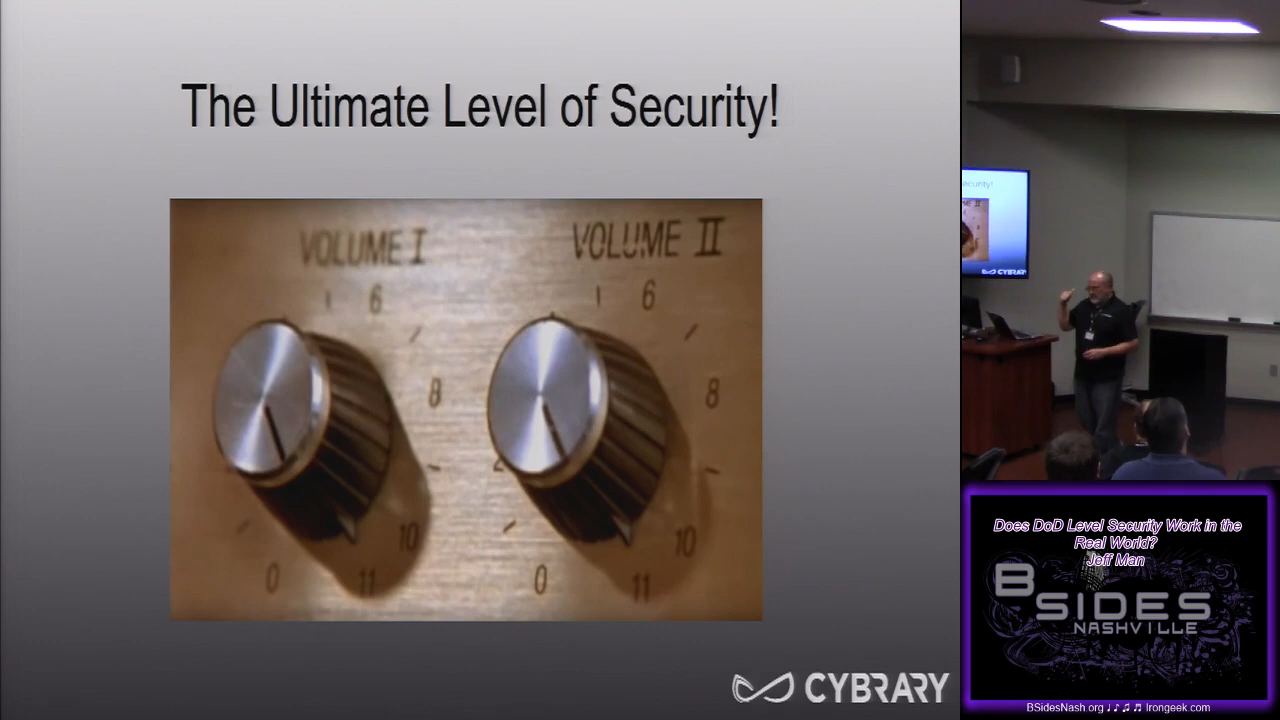 The Ultimate Level of Security!
VOLUME I
VOLUME II
6
6
8
8
10
10
0
11
0
11
CYBRARY
CYBRARY
Does DoD Level Security Work in the
Real World?
Jeff Man
BSIDES
NASHVILLE
BSidesNash.org ♩♪♫♬ Irongeek.com